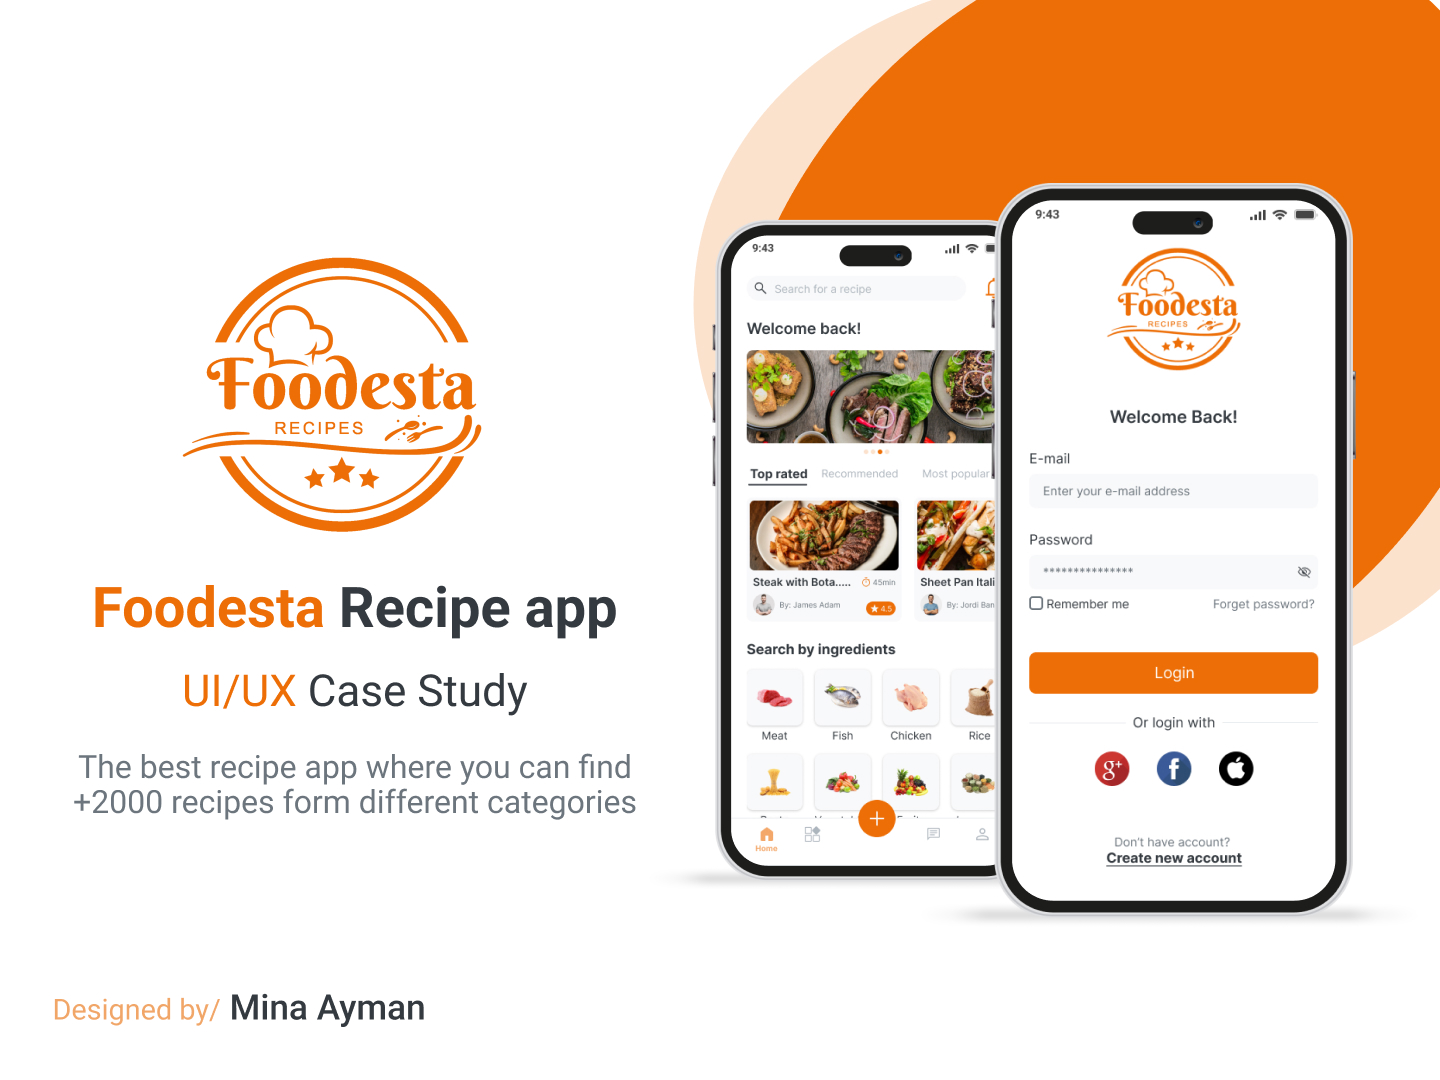 Foodesta
RECIPES
Foodesta Recipe app
UI/UX Case Study
The best recipe app where you can find
+2000 recipes form different categories
Designed by/ Mina Ayman
9:43
Search for a recipe
Welcome back!
Top rated Recommended Most popular
Steak with Bota..... 45min
By: James Adam 4.5
Sheet Pan Itali
By: Jordi Ban
Search by ingredients
Meat Fish Chicken Rice
Home
9:43
Foodesta
RECIPES
Welcome Back!
E-mail
Enter your e-mail address
Password
***************
Remember me Forget password?
Login
Or login with
g+ f
Don't have account?
Create new account